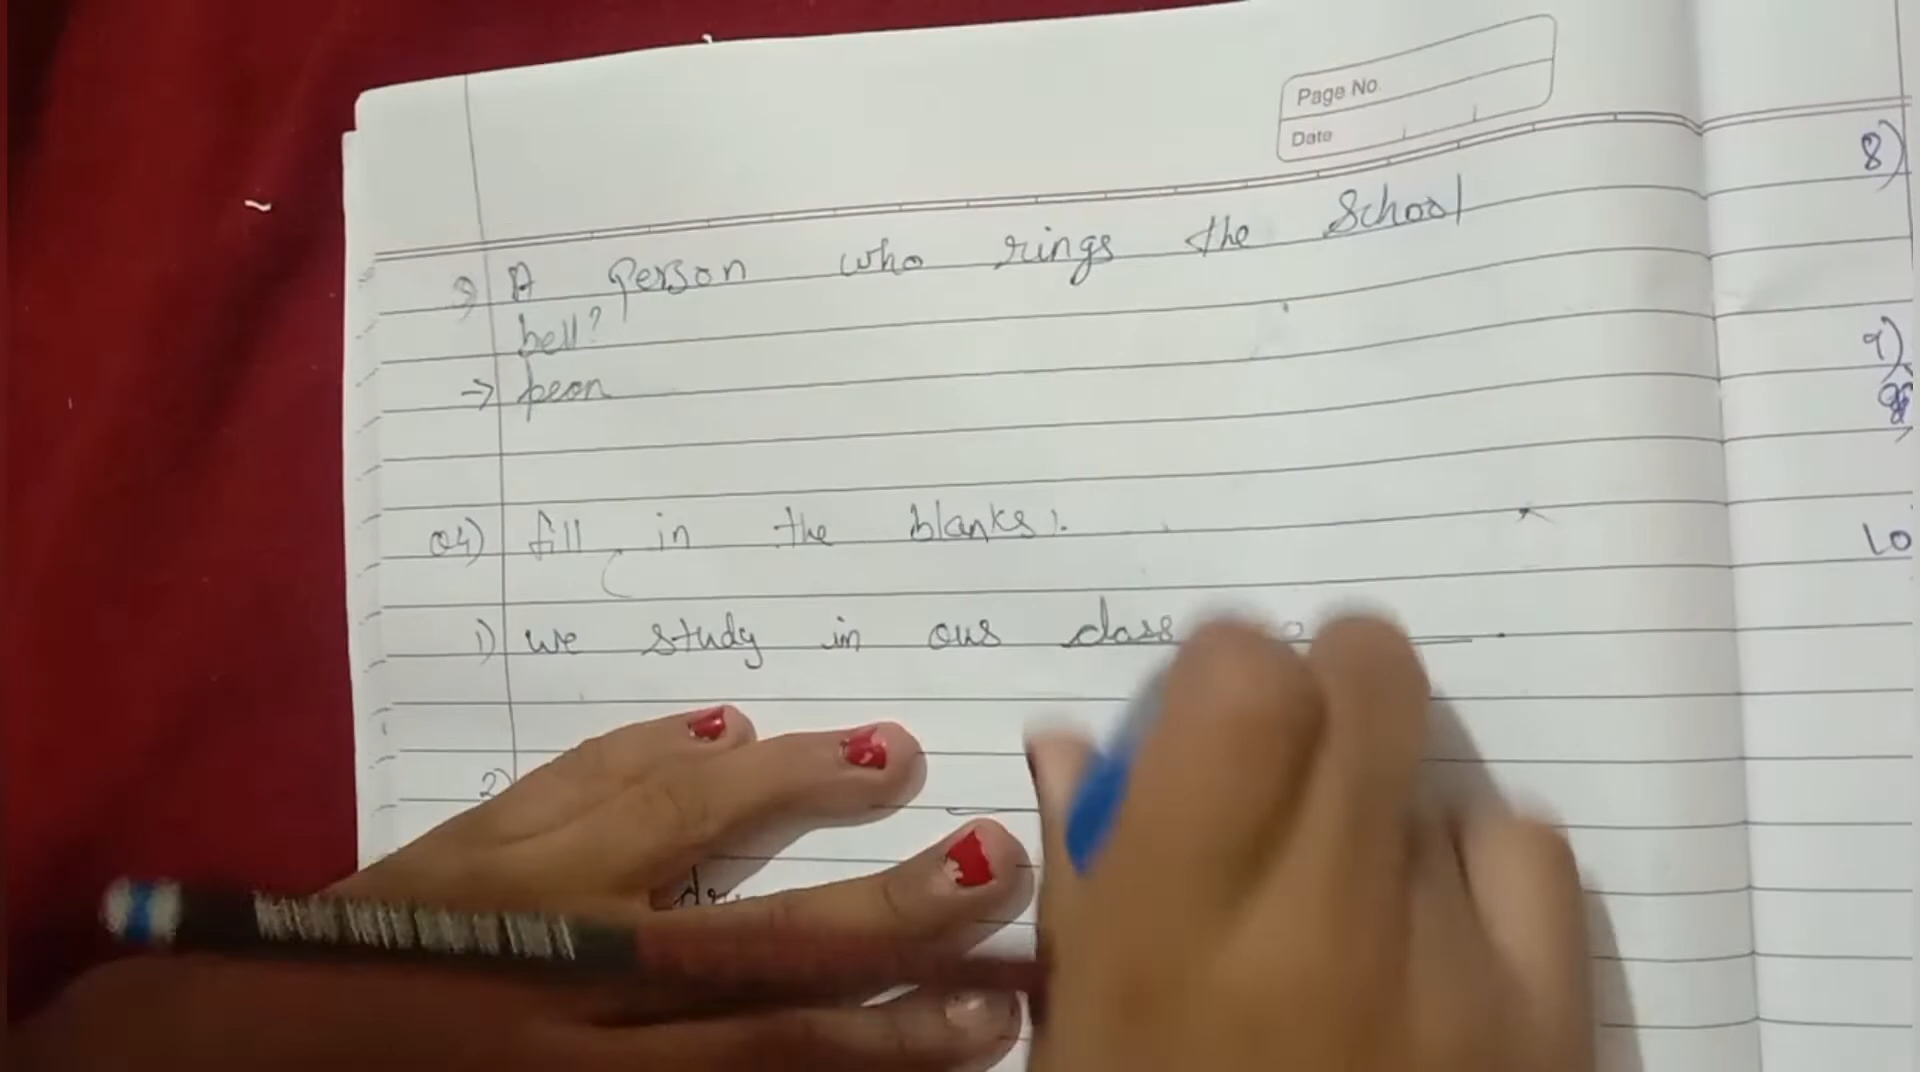 Page No.
Date
A Person who rings the School
bell?
→ peon
Q4) fill in the blanks:
1) we study in our class
2)
8)
9)
10